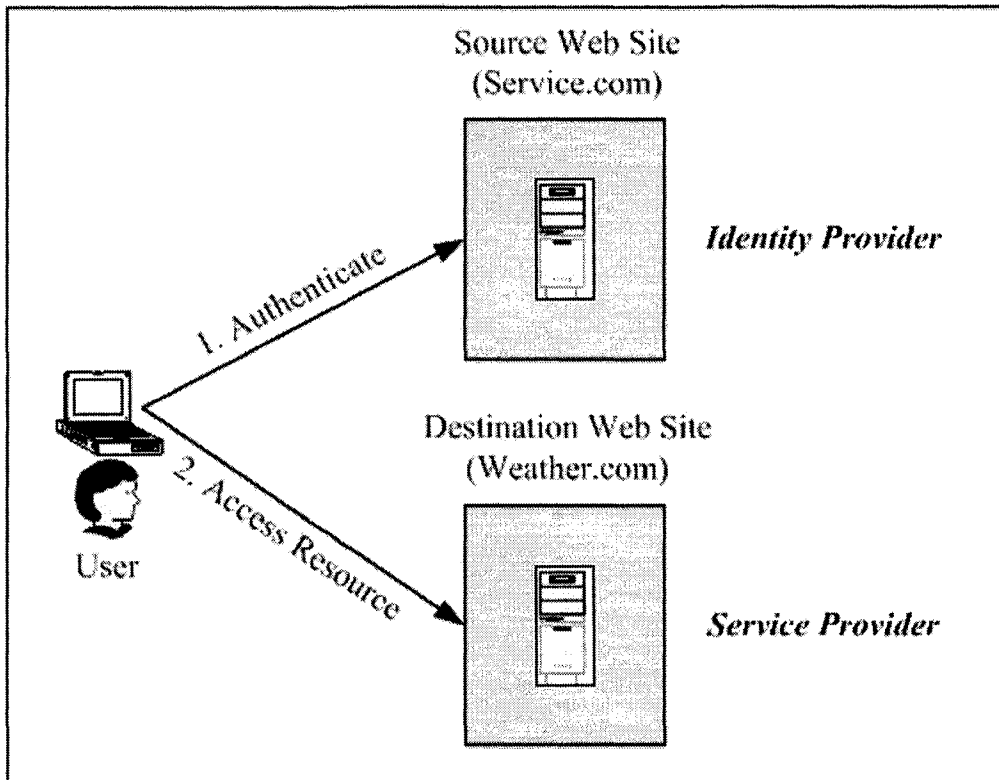 Source Web Site
(Service.com)
Identity Provider
1. Authenticate
Destination Web Site
(Weather.com)
2. Access Resource
User
Service Provider